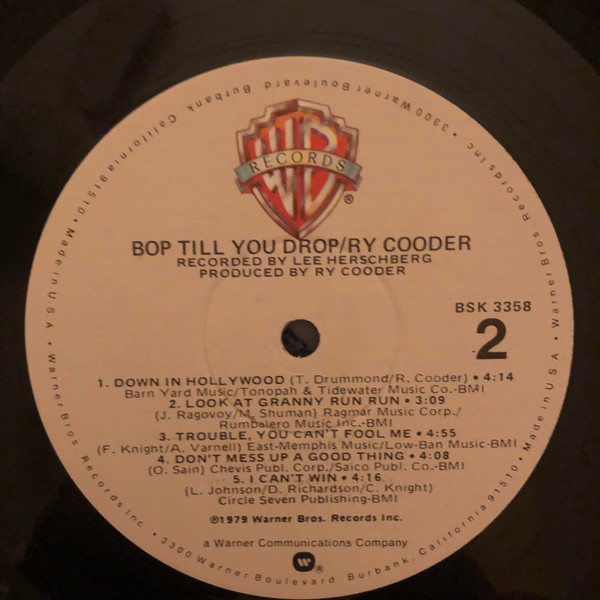 WB
RECORDS
®
BOP TILL YOU DROP/RY COODER
RECORDED BY LEE HERSCHBERG
PRODUCED BY RY COODER
BSK 3358
2
1. DOWN IN HOLLYWOOD (T. Drummond/R. Cooder) • 4:14
Barn Yard Music/Tonopah & Tidewater Music Co.-BMI
2. LOOK AT GRANNY RUN RUN • 3:09
(J. Ragovoy/M. Shuman) Ragmar Music Corp./
Rumbalero Music Inc.-BMI
3. TROUBLE, YOU CAN'T FOOL ME • 4:55
(F. Knight/A. Varnell) East-Memphis Music/Low-Ban Music-BMI
4. DON'T MESS UP A GOOD THING • 4:08
(O. Sain) Chevis Publ. Corp./Saico Publ. Co.-BMI
5. I CAN'T WIN • 4:16
(L. Johnson/D. Richardson/C. Knight)
Circle Seven Publishing-BMI
℗1979 Warner Bros. Records Inc.
a Warner Communications Company
Warner Bros. Records Inc. • 3300 Warner Boulevard Burbank, California 91510 • Made in U.S.A. • Warner Bros. Records Inc. • 3300 Warner Boulevard Burbank, California 91510 • Made in U.S.A. •